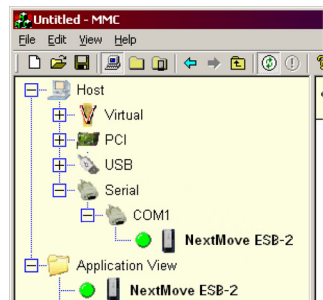 Untitled - MMC
File Edit View Help
Host
Virtual
PCI
USB
Serial
COM1
NextMove ESB-2
Application View
NextMove ESB-2